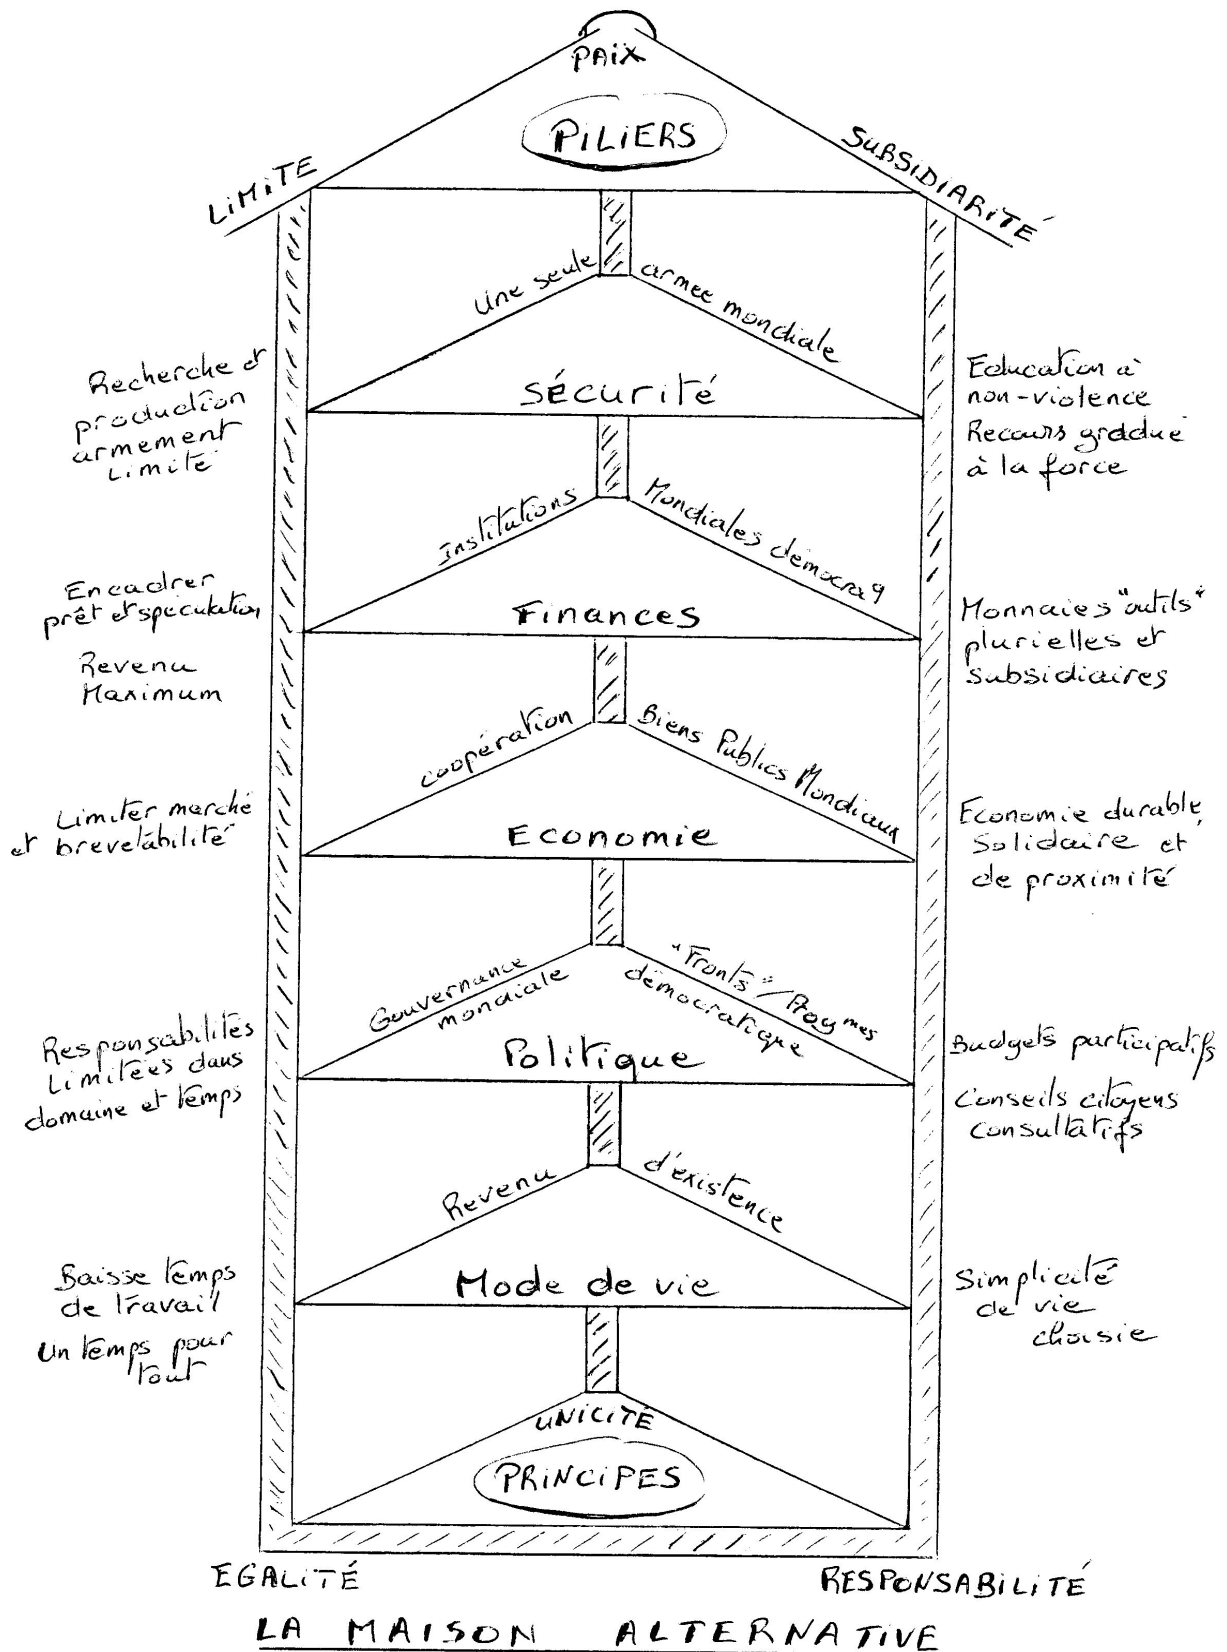 PAIX
PILIERS
LIMITE
SUBSIDIARITÉ
Une seule
armée mondiale
SÉCURITÉ
Recherche et
production
armement
Limité
Education à
non-violence
Recours gradué
à la force
Institutions
Mondiales démocraq
Finances
Encadrer
prêt et spéculation
Revenu
Maximum
Monnaies "outils"
plurielles et
subsidiaires
coopération
Biens Publics Mondiaux
Economie
Limiter marché
et brevetabilité
Economie durable,
Solidaire et
de proximité
Gouvernance
mondiale
"Fronts"/Progmes
démocratique
Politique
Responsabilités
Limitées dans
domaine et temps
Budgets participatifs
Conseils citoyens
consultatifs
Revenu
d'existence
Mode de vie
Baisse temps
de travail
Un temps pour
tout
Simplicité
de vie
choisie
UNICITÉ
PRINCIPES
EGALITÉ
RESPONSABILITÉ
LA MAISON ALTERNATIVE